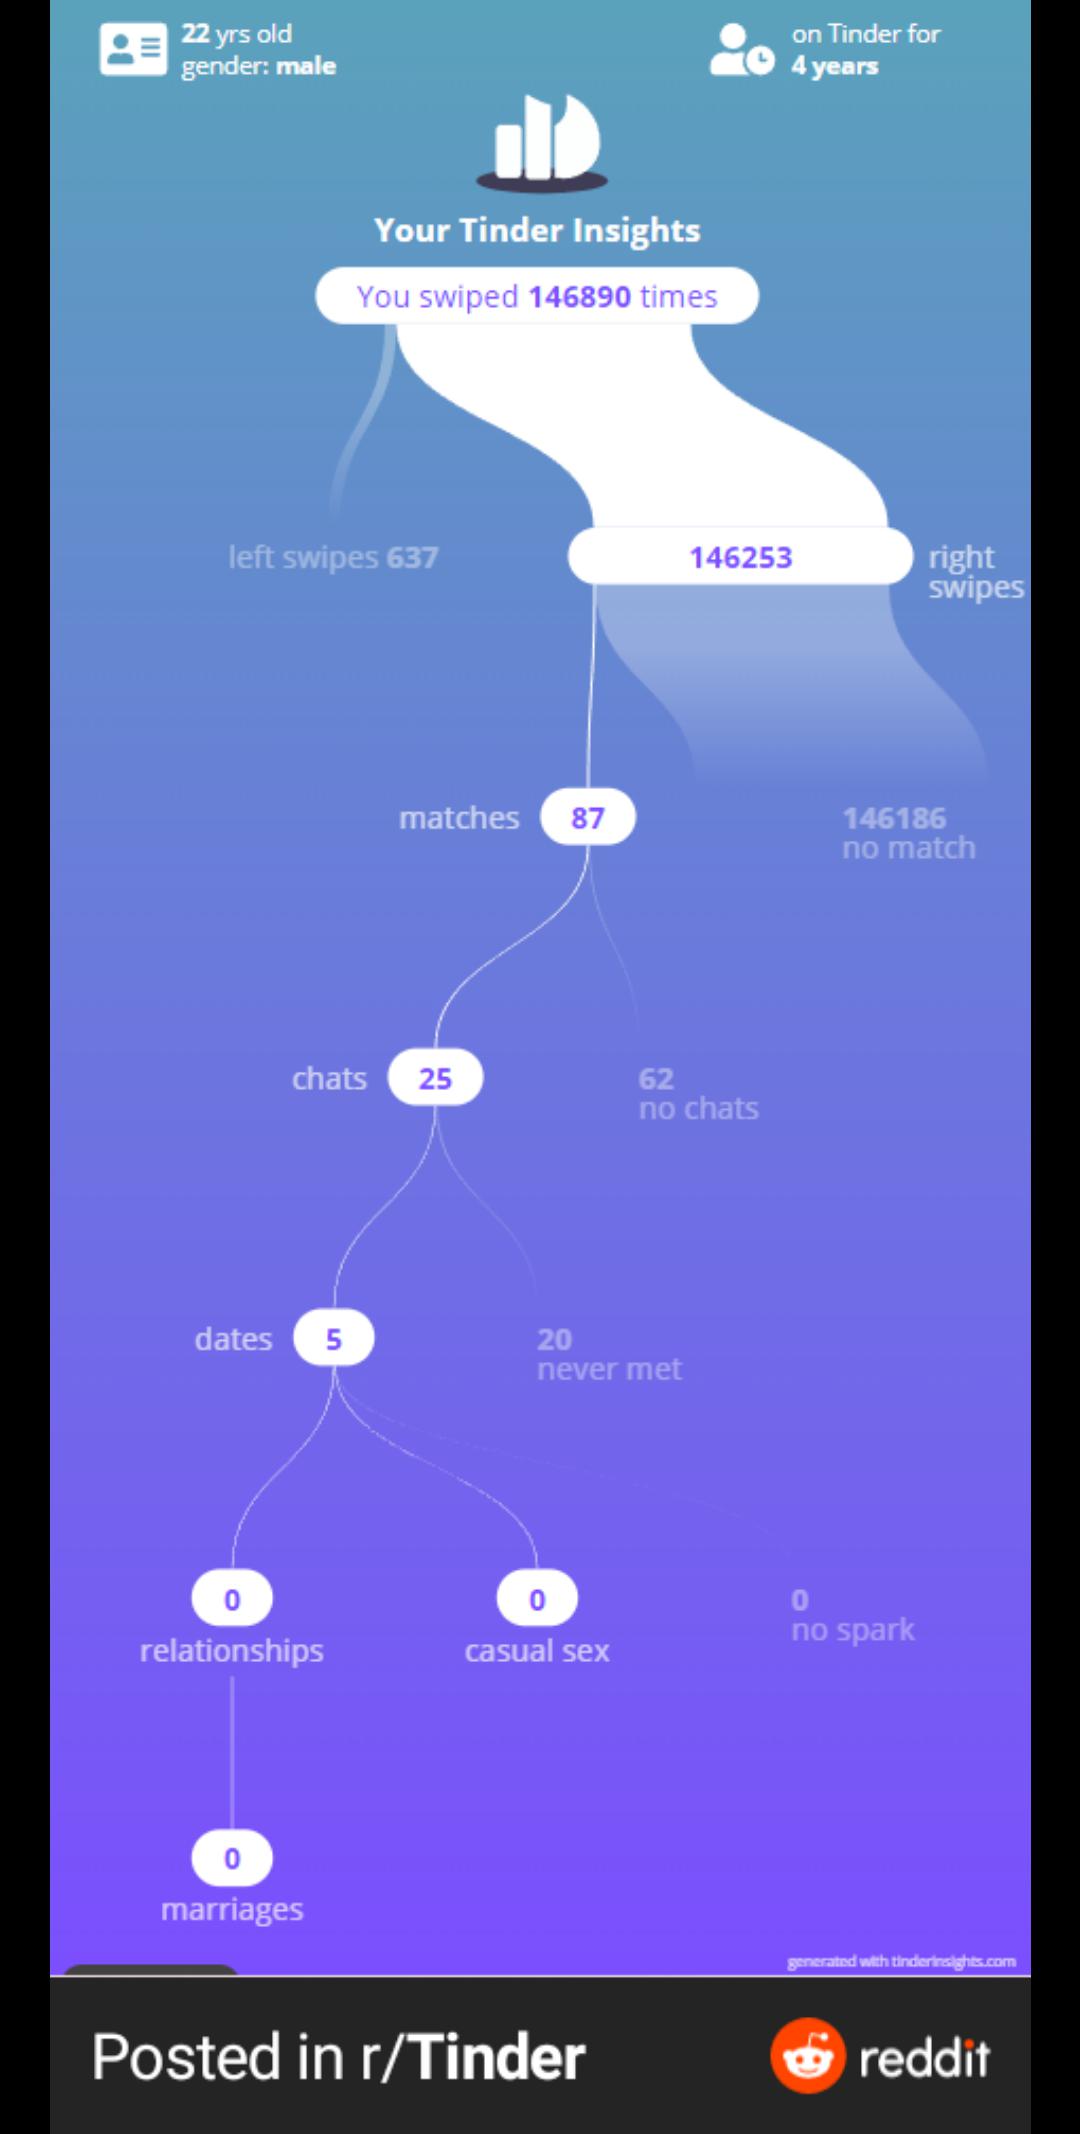 22 yrs old
gender: male
on Tinder for
4 years
Your Tinder Insights
You swiped 146890 times
left swipes 637
146253
right
swipes
matches
87
146186
no match
chats
25
62
no chats
dates
5
20
never met
0
relationships
0
casual sex
0
no spark
0
marriages
generated with tinderinsights.com
Posted in r/Tinder
reddit